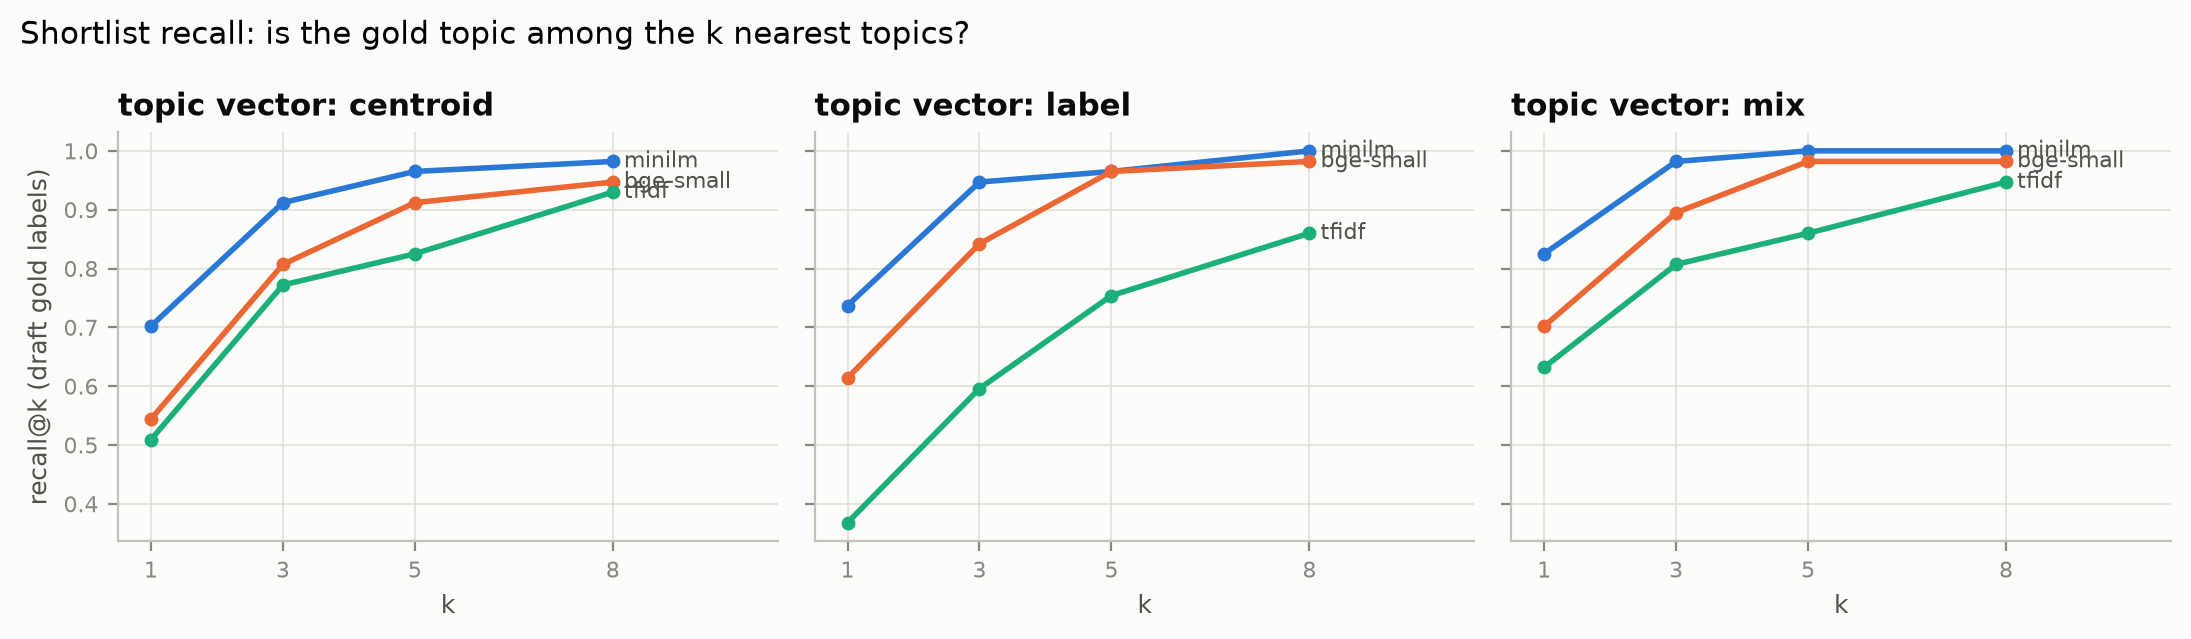 Shortlist recall: is the gold topic among the k nearest topics?
topic vector: centroid
recall@k (draft gold labels)
1.0
0.9
0.8
0.7
0.6
0.5
0.4
minilm
bge-small
tfidf
1 3 5 8
k
topic vector: label
minilm
bge-small
tfidf
1 3 5 8
k
topic vector: mix
minilm
bge-small
tfidf
1 3 5 8
k